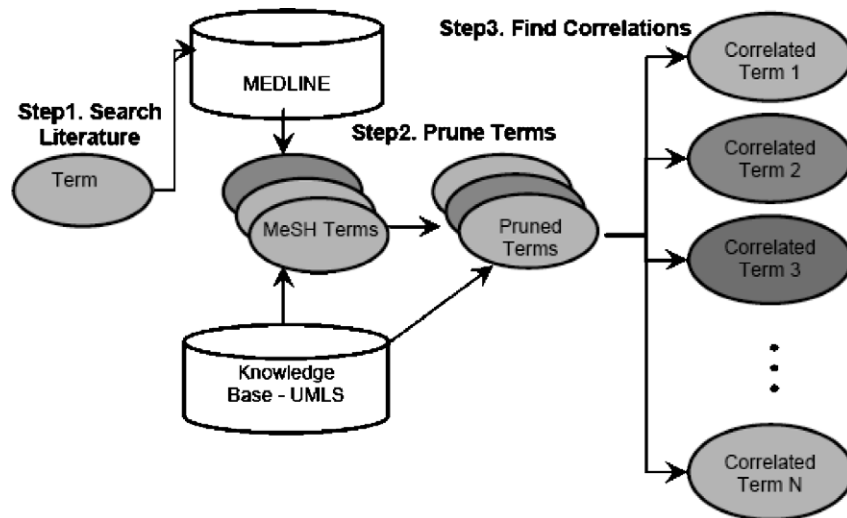 Step1. Search
Literature
Term
MEDLINE
Step2. Prune Terms
MeSH Terms
Pruned
Terms
Knowledge
Base - UMLS
Step3. Find Correlations
Correlated
Term 1
Correlated
Term 2
Correlated
Term 3
Correlated
Term N